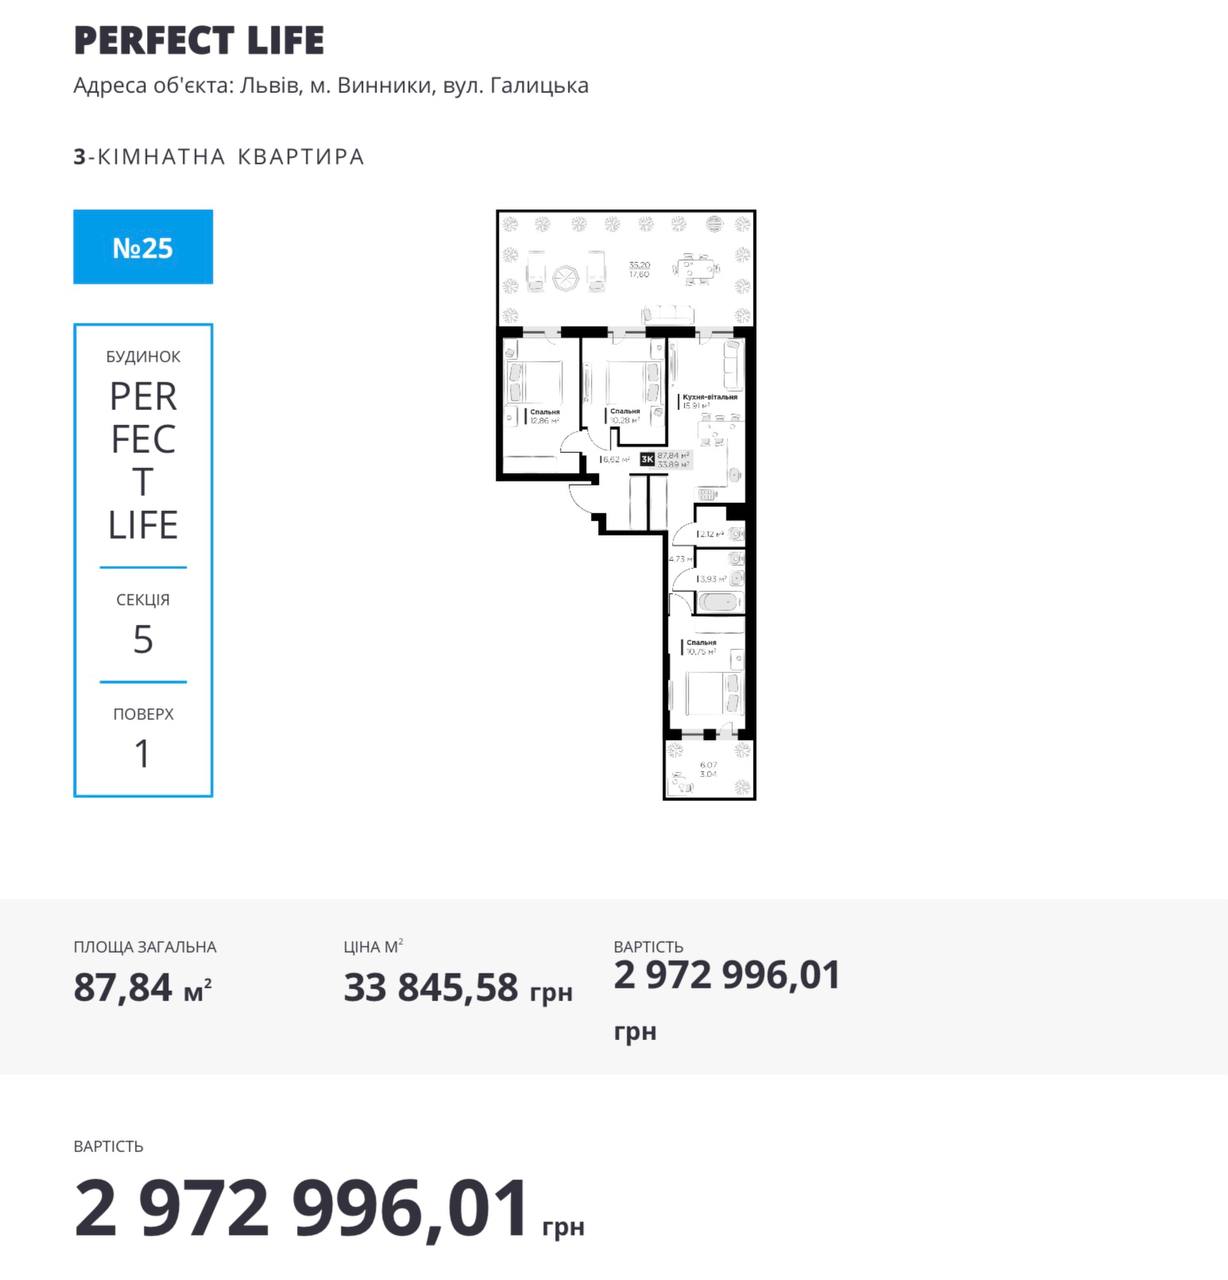 PERFECT LIFE
Адреса об'єкта: Львів, м. Винники, вул. Галицька
3-КІМНАТНА КВАРТИРА
№25
БУДИНОК
PER
FEC
T
LIFE
СЕКЦІЯ
5
ПОВЕРХ
1
35,20
17,60
Спальня
12,86 м²
Спальня
10,28 м²
Кухня-вітальня
15,91 м²
6,62 м²
3К
87,84 м²
33,89 м²
2,12 м²
4,73 м
3,93 м²
Спальня
10,75 м²
6,07
3,04
ПЛОЩА ЗАГАЛЬНА
87,84 м²
ЦІНА М²
33 845,58 грн
ВАРТІСТЬ
2 972 996,01
грн
ВАРТІСТЬ
2 972 996,01 грн